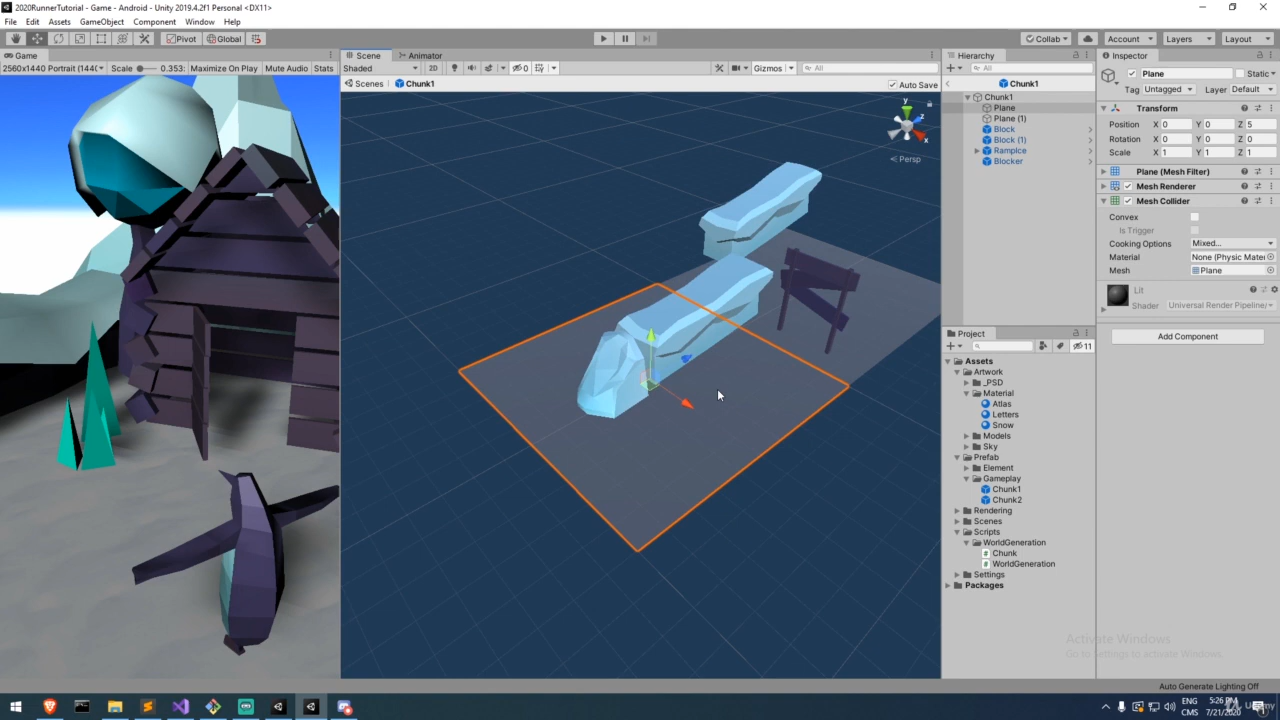 2020RunnerTutorial - Game - Android - Unity 2019.4.2f1 Personal <DX11>
File Edit Assets GameObject Component Window Help
Pivot Global Collab Account Layers Layout
Game Scene Animator Hierarchy Inspector
2560x1440 Portrait (144( Scale 0.353: Maximize On Play Mute Audio Stats Shaded 2D 0 Gizmos All All Plane Static
Scenes Chunk1 Auto Save Chunk1 Tag Untagged Layer Default
Chunk1 Transform
Plane
Plane (1) Position X 0 Y 0 Z 5
Block Rotation X 0 Y 0 Z 0
Block (1) Scale X 1 Y 1 Z 1
RampIce
Blocker
y
z
x
Persp
Plane (Mesh Filter)
Mesh Renderer
Mesh Collider
Convex
Is Trigger
Cooking Options Mixed...
Material None (Physic Mater
Mesh Plane
Lit
Shader Universal Render Pipeline/
Add Component
Project
11
Assets
Artwork
_PSD
Material
Atlas
Letters
Snow
Models
Sky
Prefab
Element
Gameplay
Chunk1
Chunk2
Rendering
Scenes
Scripts
WorldGeneration
Chunk
WorldGeneration
Settings
Packages
Activate Windows
Go to Settings to activate Windows.
Auto Generate Lighting Off
ENG 5:26 PM
CMS 7/21/2020
Udemy